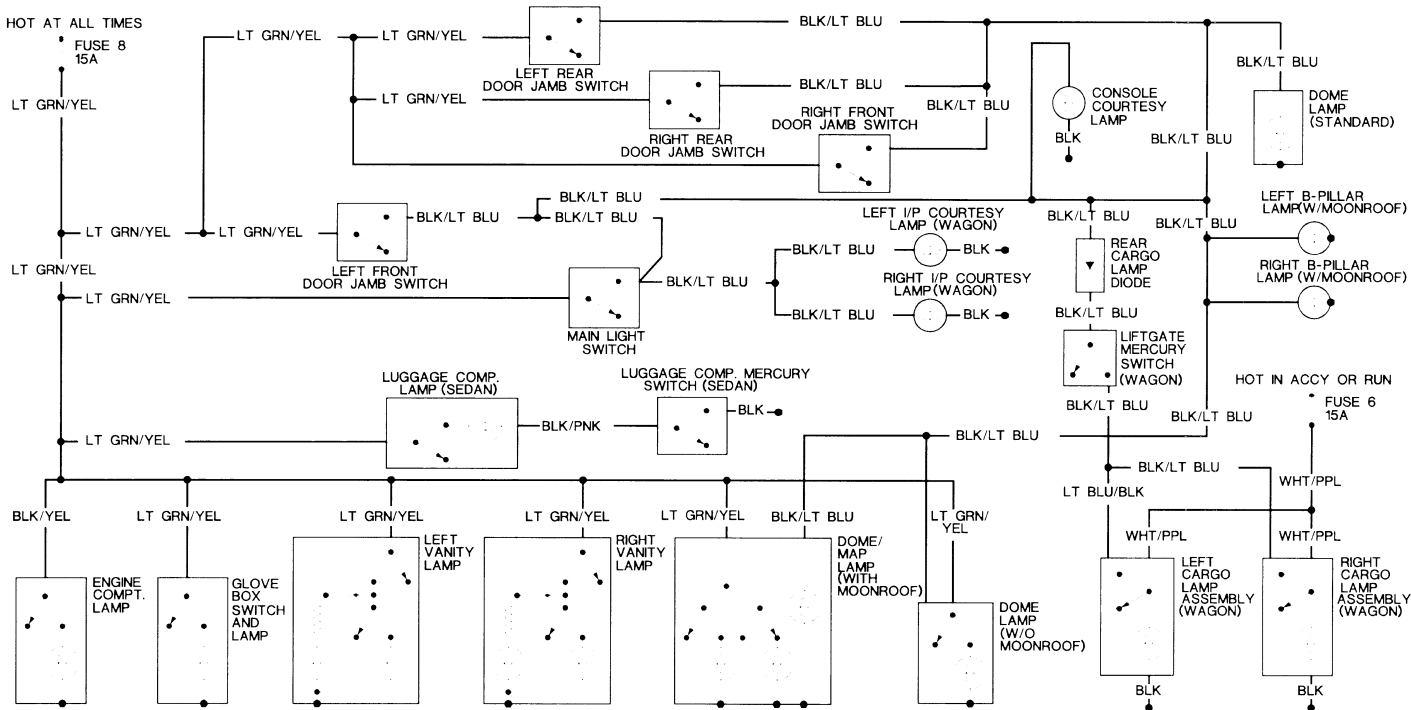 HOT AT ALL TIMES
FUSE 8
15A
LT GRN/YEL
LT GRN/YEL
LT GRN/YEL
BLK/LT BLU
LEFT REAR
DOOR JAMB SWITCH
LT GRN/YEL
BLK/LT BLU
RIGHT REAR
DOOR JAMB SWITCH
RIGHT FRONT
DOOR JAMB SWITCH
BLK/LT BLU
CONSOLE
COURTESY
LAMP
BLK
BLK/LT BLU
BLK/LT BLU
DOME
LAMP
(STANDARD)
LT GRN/YEL
LT GRN/YEL
BLK/LT BLU
BLK/LT BLU
BLK/LT BLU
LEFT FRONT
DOOR JAMB SWITCH
LT GRN/YEL
LT GRN/YEL
MAIN LIGHT
SWITCH
BLK/LT BLU
LEFT I/P COURTESY
LAMP (WAGON)
BLK/LT BLU
BLK
RIGHT I/P COURTESY
LAMP (WAGON)
BLK/LT BLU
BLK
BLK/LT BLU
REAR
CARGO
LAMP
DIODE
BLK/LT BLU
BLK/LT BLU
LEFT B-PILLAR
LAMP(W/MOONROOF)
RIGHT B-PILLAR
LAMP (W/MOONROOF)
LIFTGATE
MERCURY
SWITCH
(WAGON)
BLK/LT BLU
BLK/LT BLU
HOT IN ACCY OR RUN
FUSE 6
15A
LUGGAGE COMP.
LAMP (SEDAN)
LUGGAGE COMP. MERCURY
SWITCH (SEDAN)
LT GRN/YEL
BLK/PNK
BLK
BLK/LT BLU
BLK/LT BLU
LT BLU/BLK
WHT/PPL
WHT/PPL
WHT/PPL
BLK/YEL
LT GRN/YEL
LT GRN/YEL
LT GRN/YEL
LT GRN/YEL
BLK/LT BLU
LT GRN/
YEL
ENGINE
COMPT.
LAMP
GLOVE
BOX
SWITCH
AND
LAMP
LEFT
VANITY
LAMP
RIGHT
VANITY
LAMP
DOME/
MAP
LAMP
(WITH
MOONROOF)
DOME
LAMP
(W/O
MOONROOF)
LEFT
CARGO
LAMP
ASSEMBLY
(WAGON)
RIGHT
CARGO
LAMP
ASSEMBLY
(WAGON)
BLK
BLK